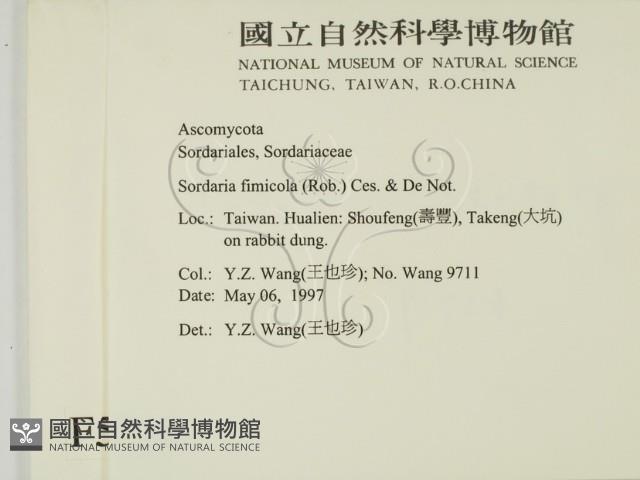 國立自然科學博物館
NATIONAL MUSEUM OF NATURAL SCIENCE
TAICHUNG, TAIWAN, R.O.CHINA
Ascomycota
Sordariales, Sordariaceae
Sordaria fimicola (Rob.) Ces. & De Not.
Loc.: Taiwan. Hualien: Shoufeng(壽豐), Takeng(大坑)
on rabbit dung.
Col.: Y.Z. Wang(王也珍); No. Wang 9711
Date: May 06, 1997
Det.: Y.Z. Wang(王也珍)
國立自然科學博物館
NATIONAL MUSEUM OF NATURAL SCIENCE